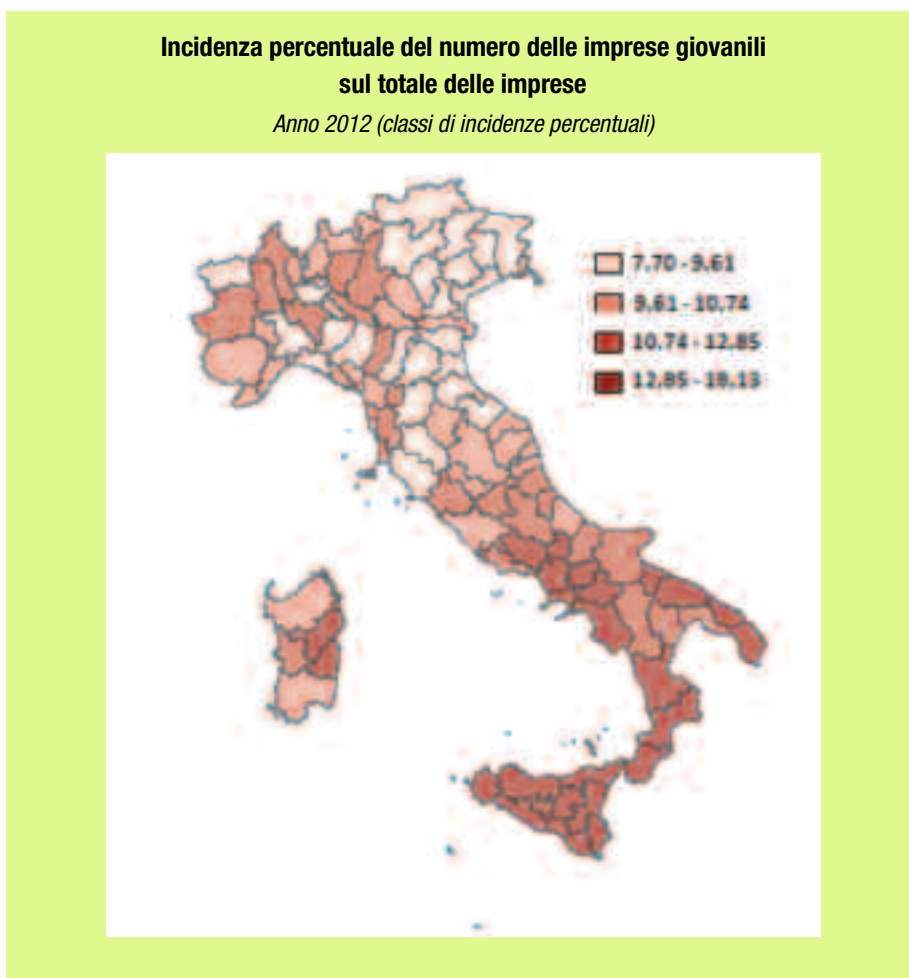 Incidenza percentuale del numero delle imprese giovanili
sul totale delle imprese
Anno 2012 (classi di incidenze percentuali)
7.70 - 9.61
9.61 - 10.74
10.74 - 12.85
12.85 - 18.13